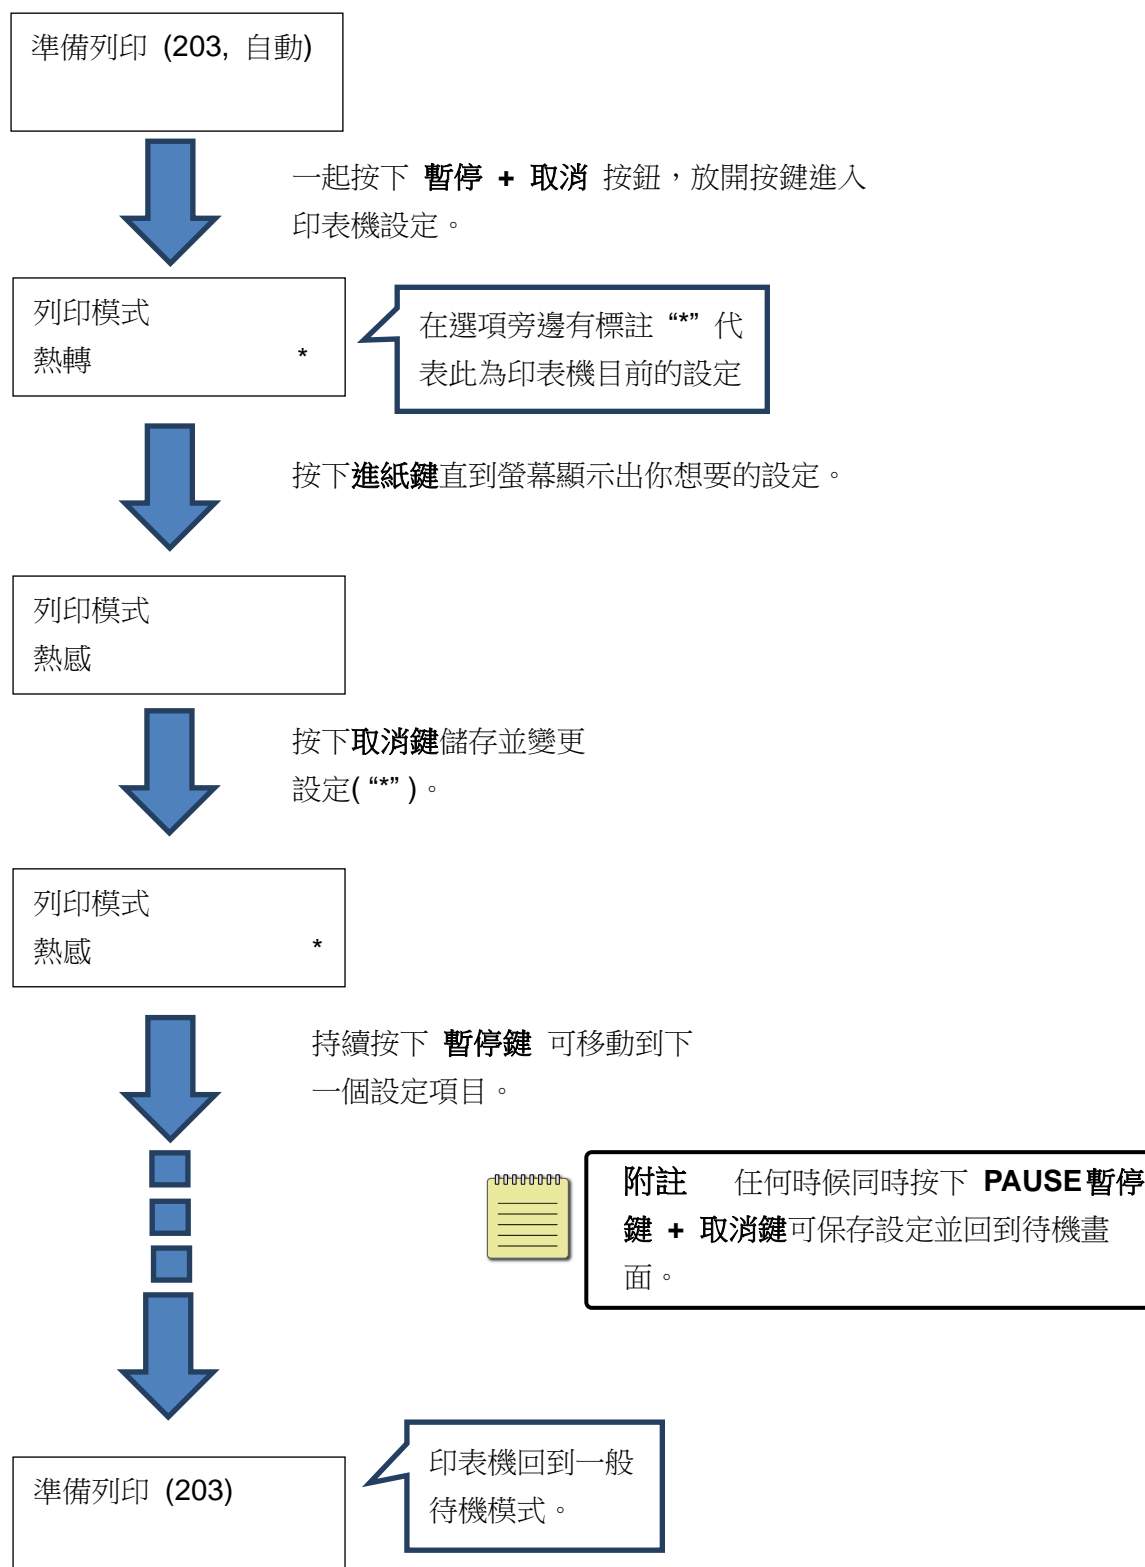 準備列印 (203, 自動)
一起按下 暫停 + 取消 按鈕，放開按鍵進入
印表機設定。
列印模式
熱轉 *
在選項旁邊有標註 “*” 代
表此為印表機目前的設定
按下進紙鍵直到螢幕顯示出你想要的設定。
列印模式
熱感
按下取消鍵儲存並變更
設定( “*” )。
列印模式
熱感 *
持續按下 暫停鍵 可移動到下
一個設定項目。
附註 任何時候同時按下 PAUSE暫停
鍵 + 取消鍵可保存設定並回到待機畫
面。
準備列印 (203)
印表機回到一般
待機模式。